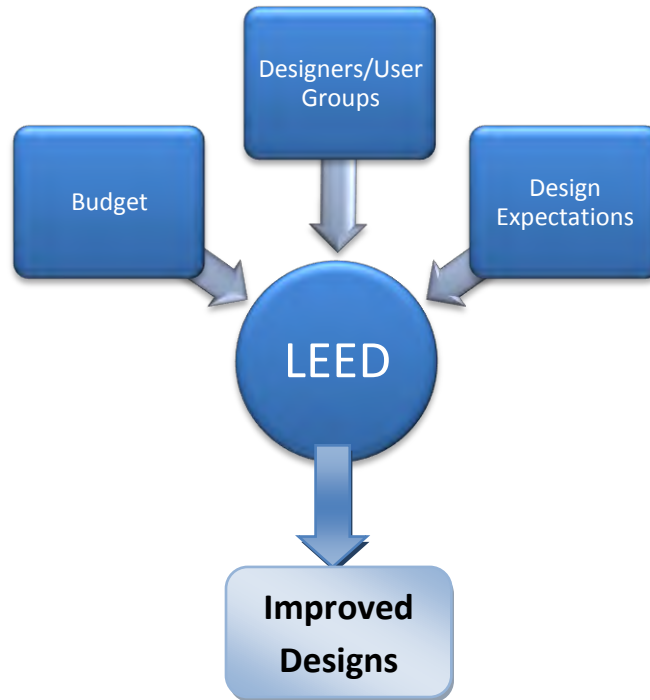 Designers/User
Groups
Budget
Design
Expectations
LEED
Improved
Designs